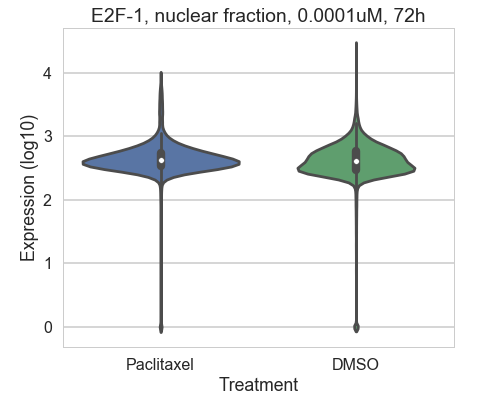 E2F-1, nuclear fraction, 0.0001uM, 72h
Expression (log10)
4
3
2
1
0
Paclitaxel
DMSO
Treatment